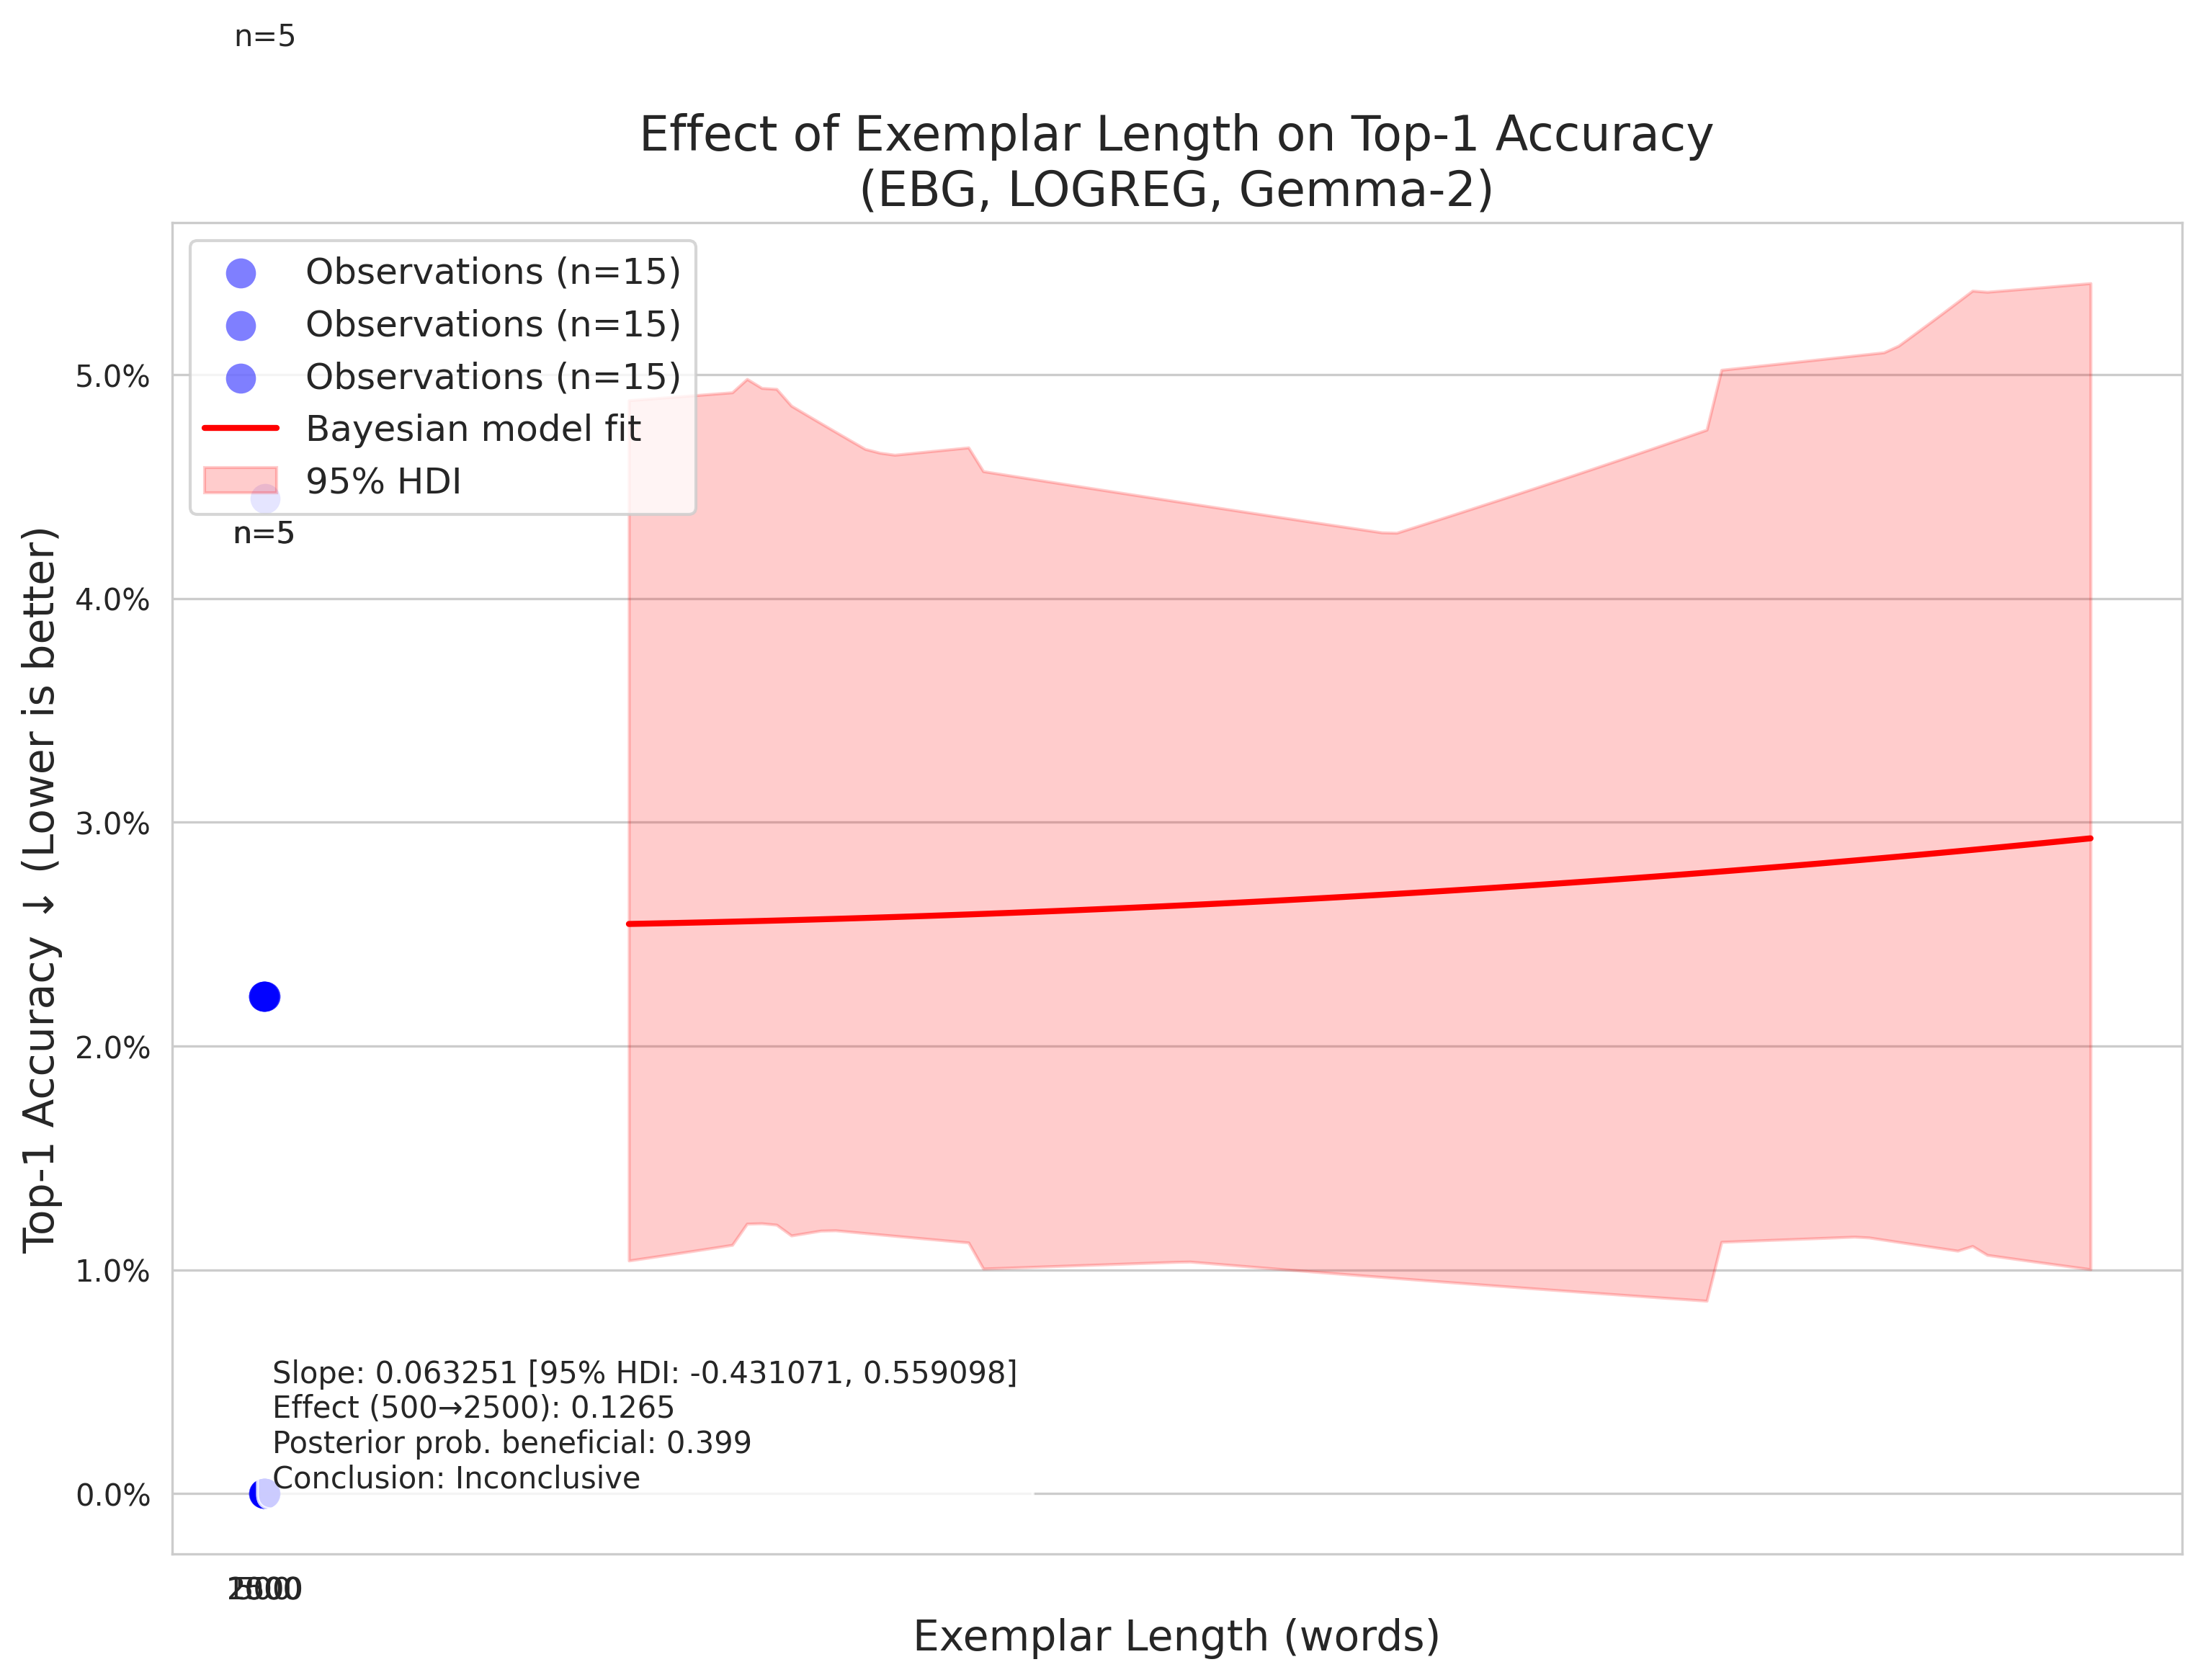 n=5
Effect of Exemplar Length on Top-1 Accuracy
(EBG, LOGREG, Gemma-2)
Observations (n=15)
Observations (n=15)
Observations (n=15)
Bayesian model fit
95% HDI
n=5
5.0%
4.0%
3.0%
2.0%
1.0%
0.0%
Top-1 Accuracy ↓ (Lower is better)
Slope: 0.063251 [95% HDI: -0.431071, 0.559098]
Effect (500→2500): 0.1265
Posterior prob. beneficial: 0.399
Conclusion: Inconclusive
Exemplar Length (words)